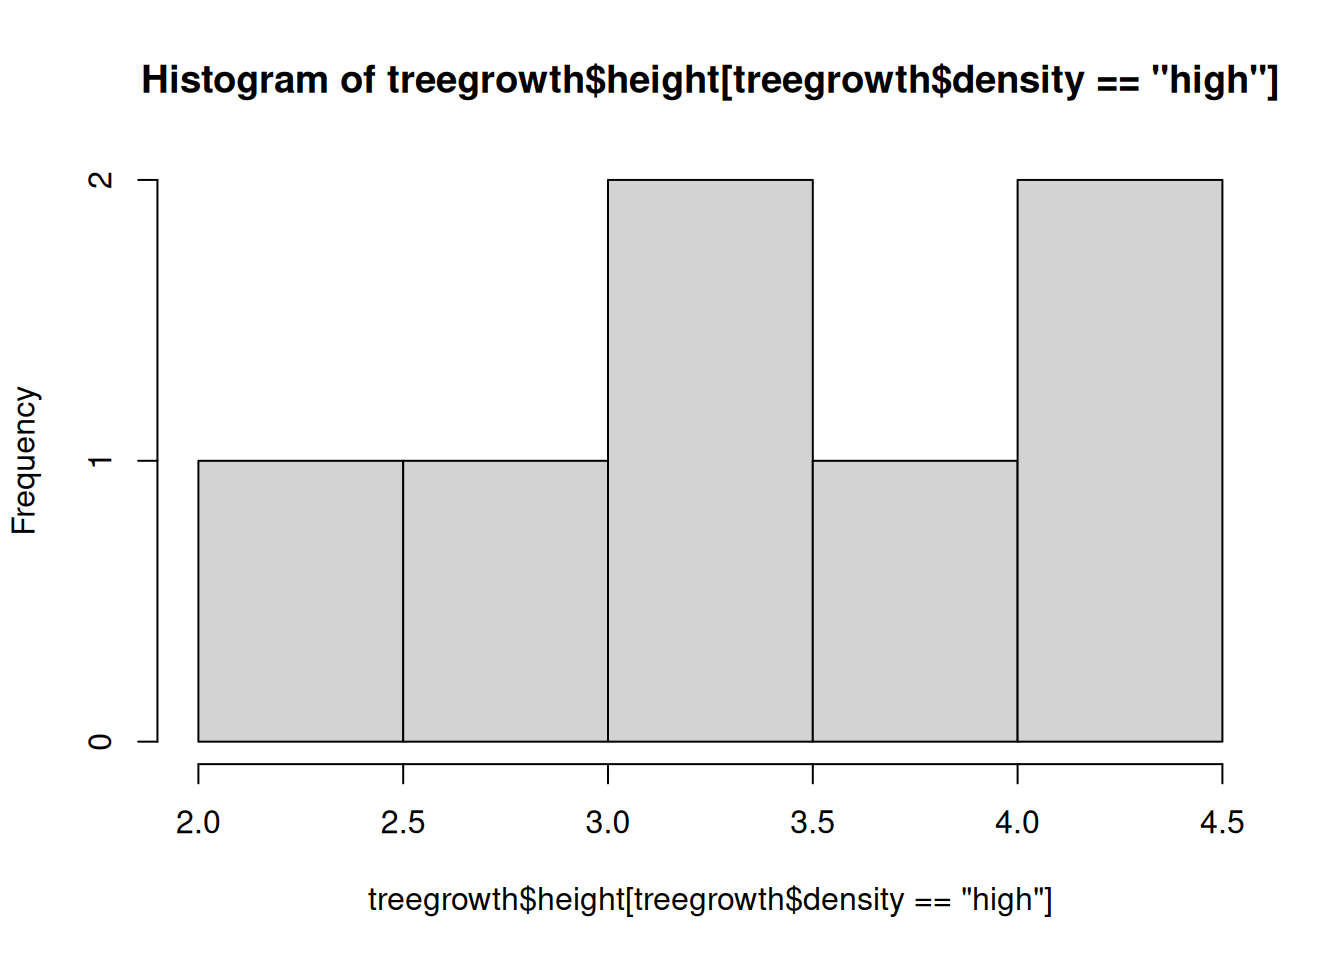 Histogram of treegrowth$height[treegrowth$density == "high"]
Frequency
2
1
0
2.0 2.5 3.0 3.5 4.0 4.5
treegrowth$height[treegrowth$density == "high"]